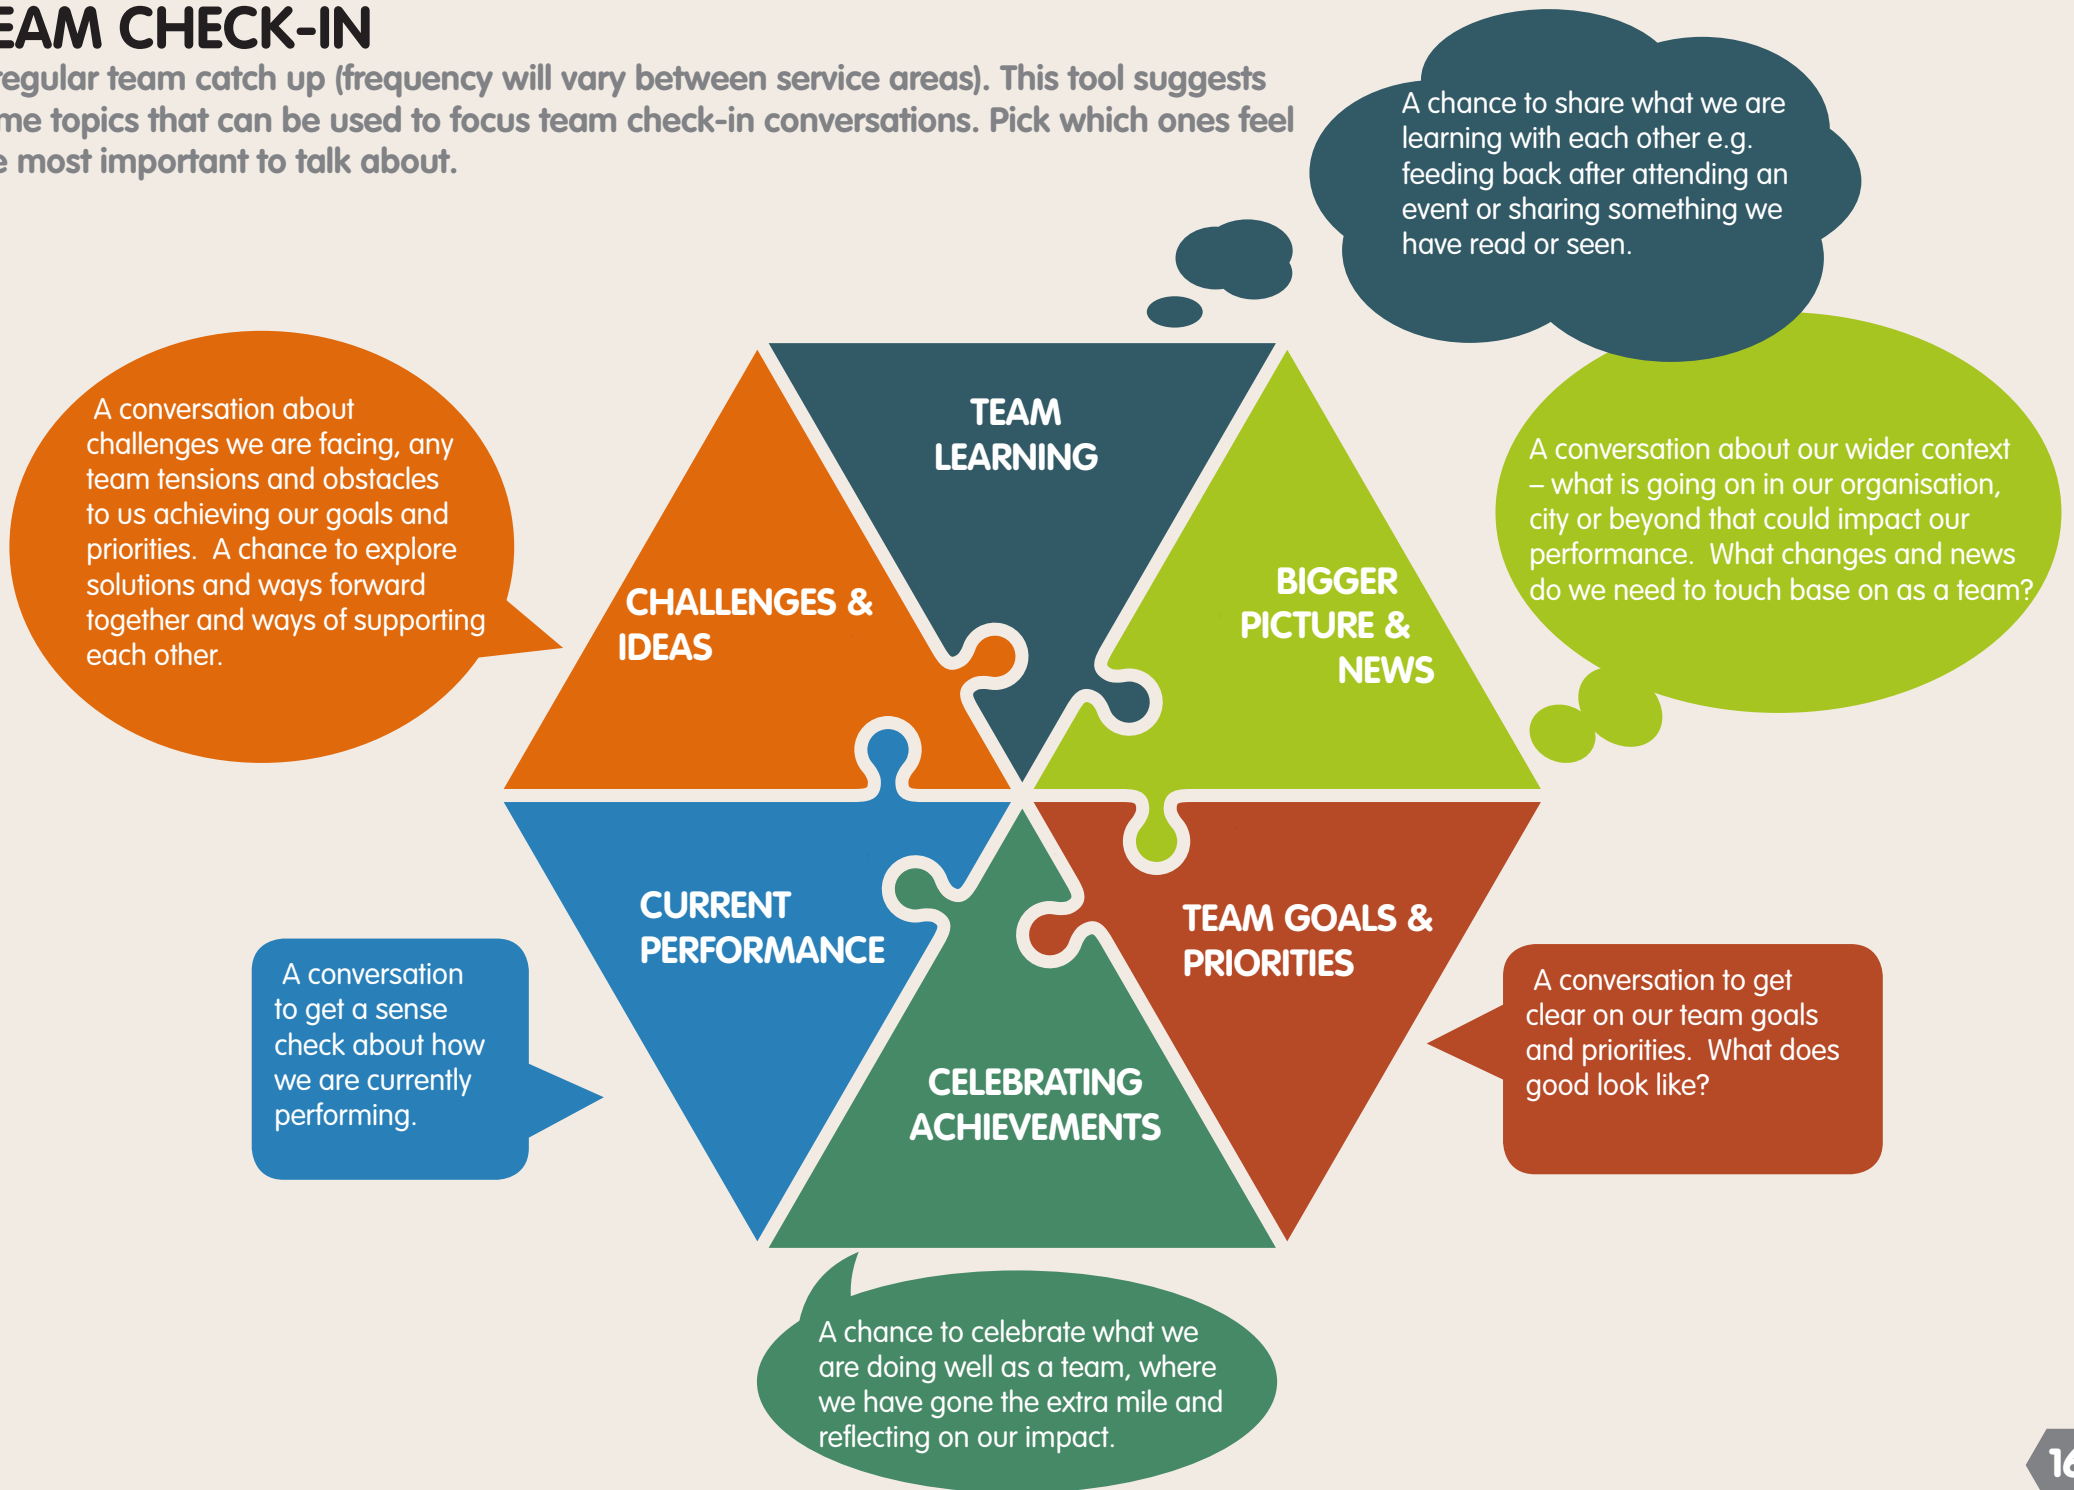 EAM CHECK-IN
regular team catch up (frequency will vary between service areas). This tool suggests
me topics that can be used to focus team check-in conversations. Pick which ones feel
e most important to talk about.
A chance to share what we are
learning with each other e.g.
feeding back after attending an
event or sharing something we
have read or seen.
A conversation about
challenges we are facing, any
team tensions and obstacles
to us achieving our goals and
priorities.  A chance to explore
solutions and ways forward
together and ways of supporting
each other.
TEAM
LEARNING
A conversation about our wider context
– what is going on in our organisation,
city or beyond that could impact our
performance.  What changes and news
do we need to touch base on as a team?
CHALLENGES &
IDEAS
BIGGER
PICTURE &
NEWS
CURRENT
PERFORMANCE
TEAM GOALS &
PRIORITIES
A conversation
to get a sense
check about how
we are currently
performing.
A conversation to get
clear on our team goals
and priorities.  What does
good look like?
CELEBRATING
ACHIEVEMENTS
A chance to celebrate what we
are doing well as a team, where
we have gone the extra mile and
reflecting on our impact.
16